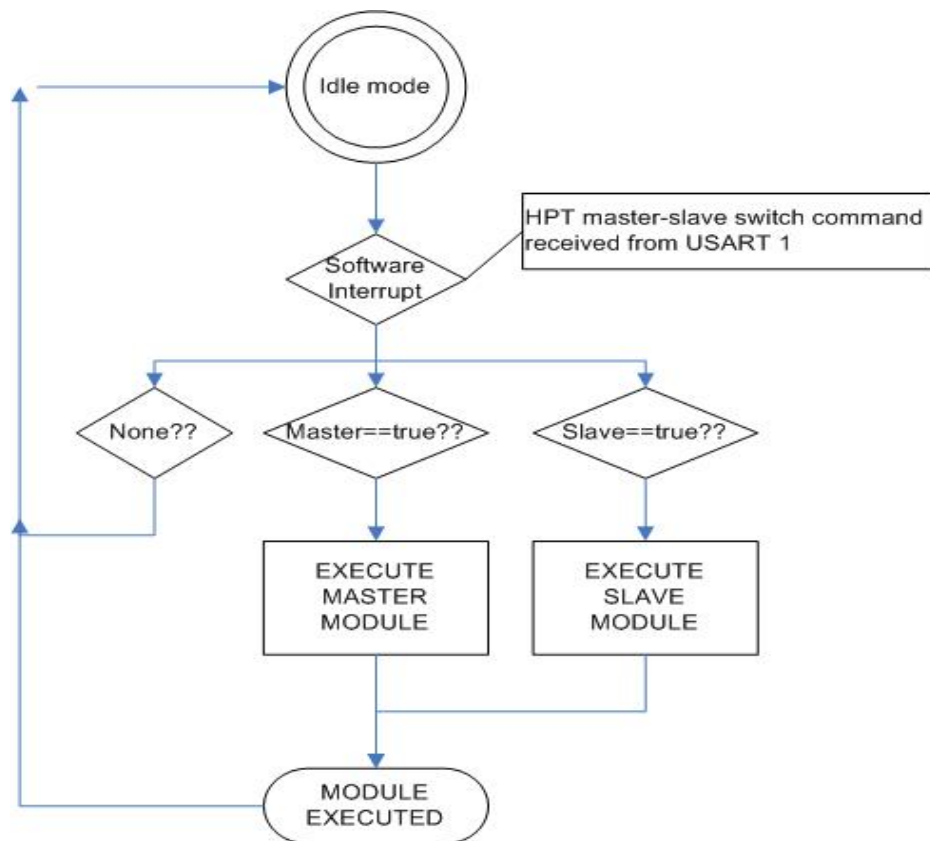 Idle mode
HPT master-slave switch command
received from USART 1
Software
Interrupt
None??
Master==true??
Slave==true??
EXECUTE
MASTER
MODULE
EXECUTE
SLAVE
MODULE
MODULE
EXECUTED